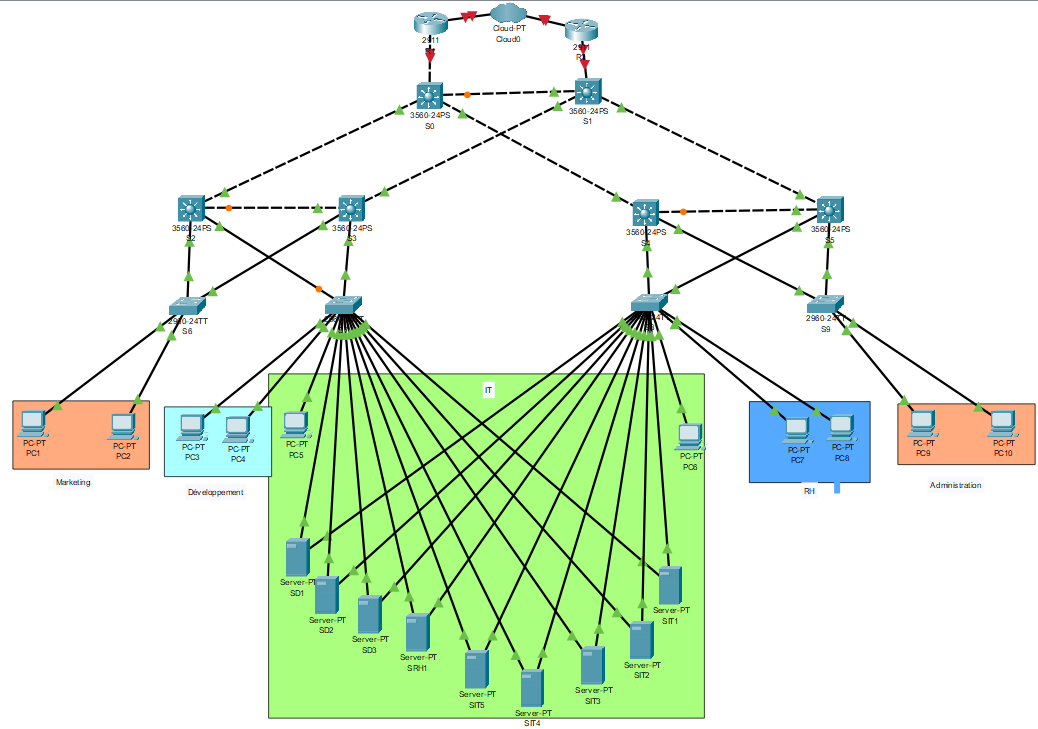 Cloud-PT
Cloud0
2911
3560-24PS
S0
3560-24PS
S1
3560-24PS
S2
3560-24PS
S3
3560-24PS
3560-24PS
S5
2960-24TT
S6
2960-24TT
S9
IT
PC-PT
PC1
PC-PT
PC2
PC-PT
PC3
PC-PT
PC4
PC-PT
PC5
PC-PT
PC6
PC-PT
PC7
PC-PT
PC8
PC-PT
PC9
PC-PT
PC10
Marketing
Développement
RH
Administration
Server-PT
SD1
Server-PT
SD2
Server-PT
SD3
Server-PT
SRH1
Server-PT
SIT5
Server-PT
SIT4
Server-PT
SIT3
Server-PT
SIT2
Server-PT
SIT1